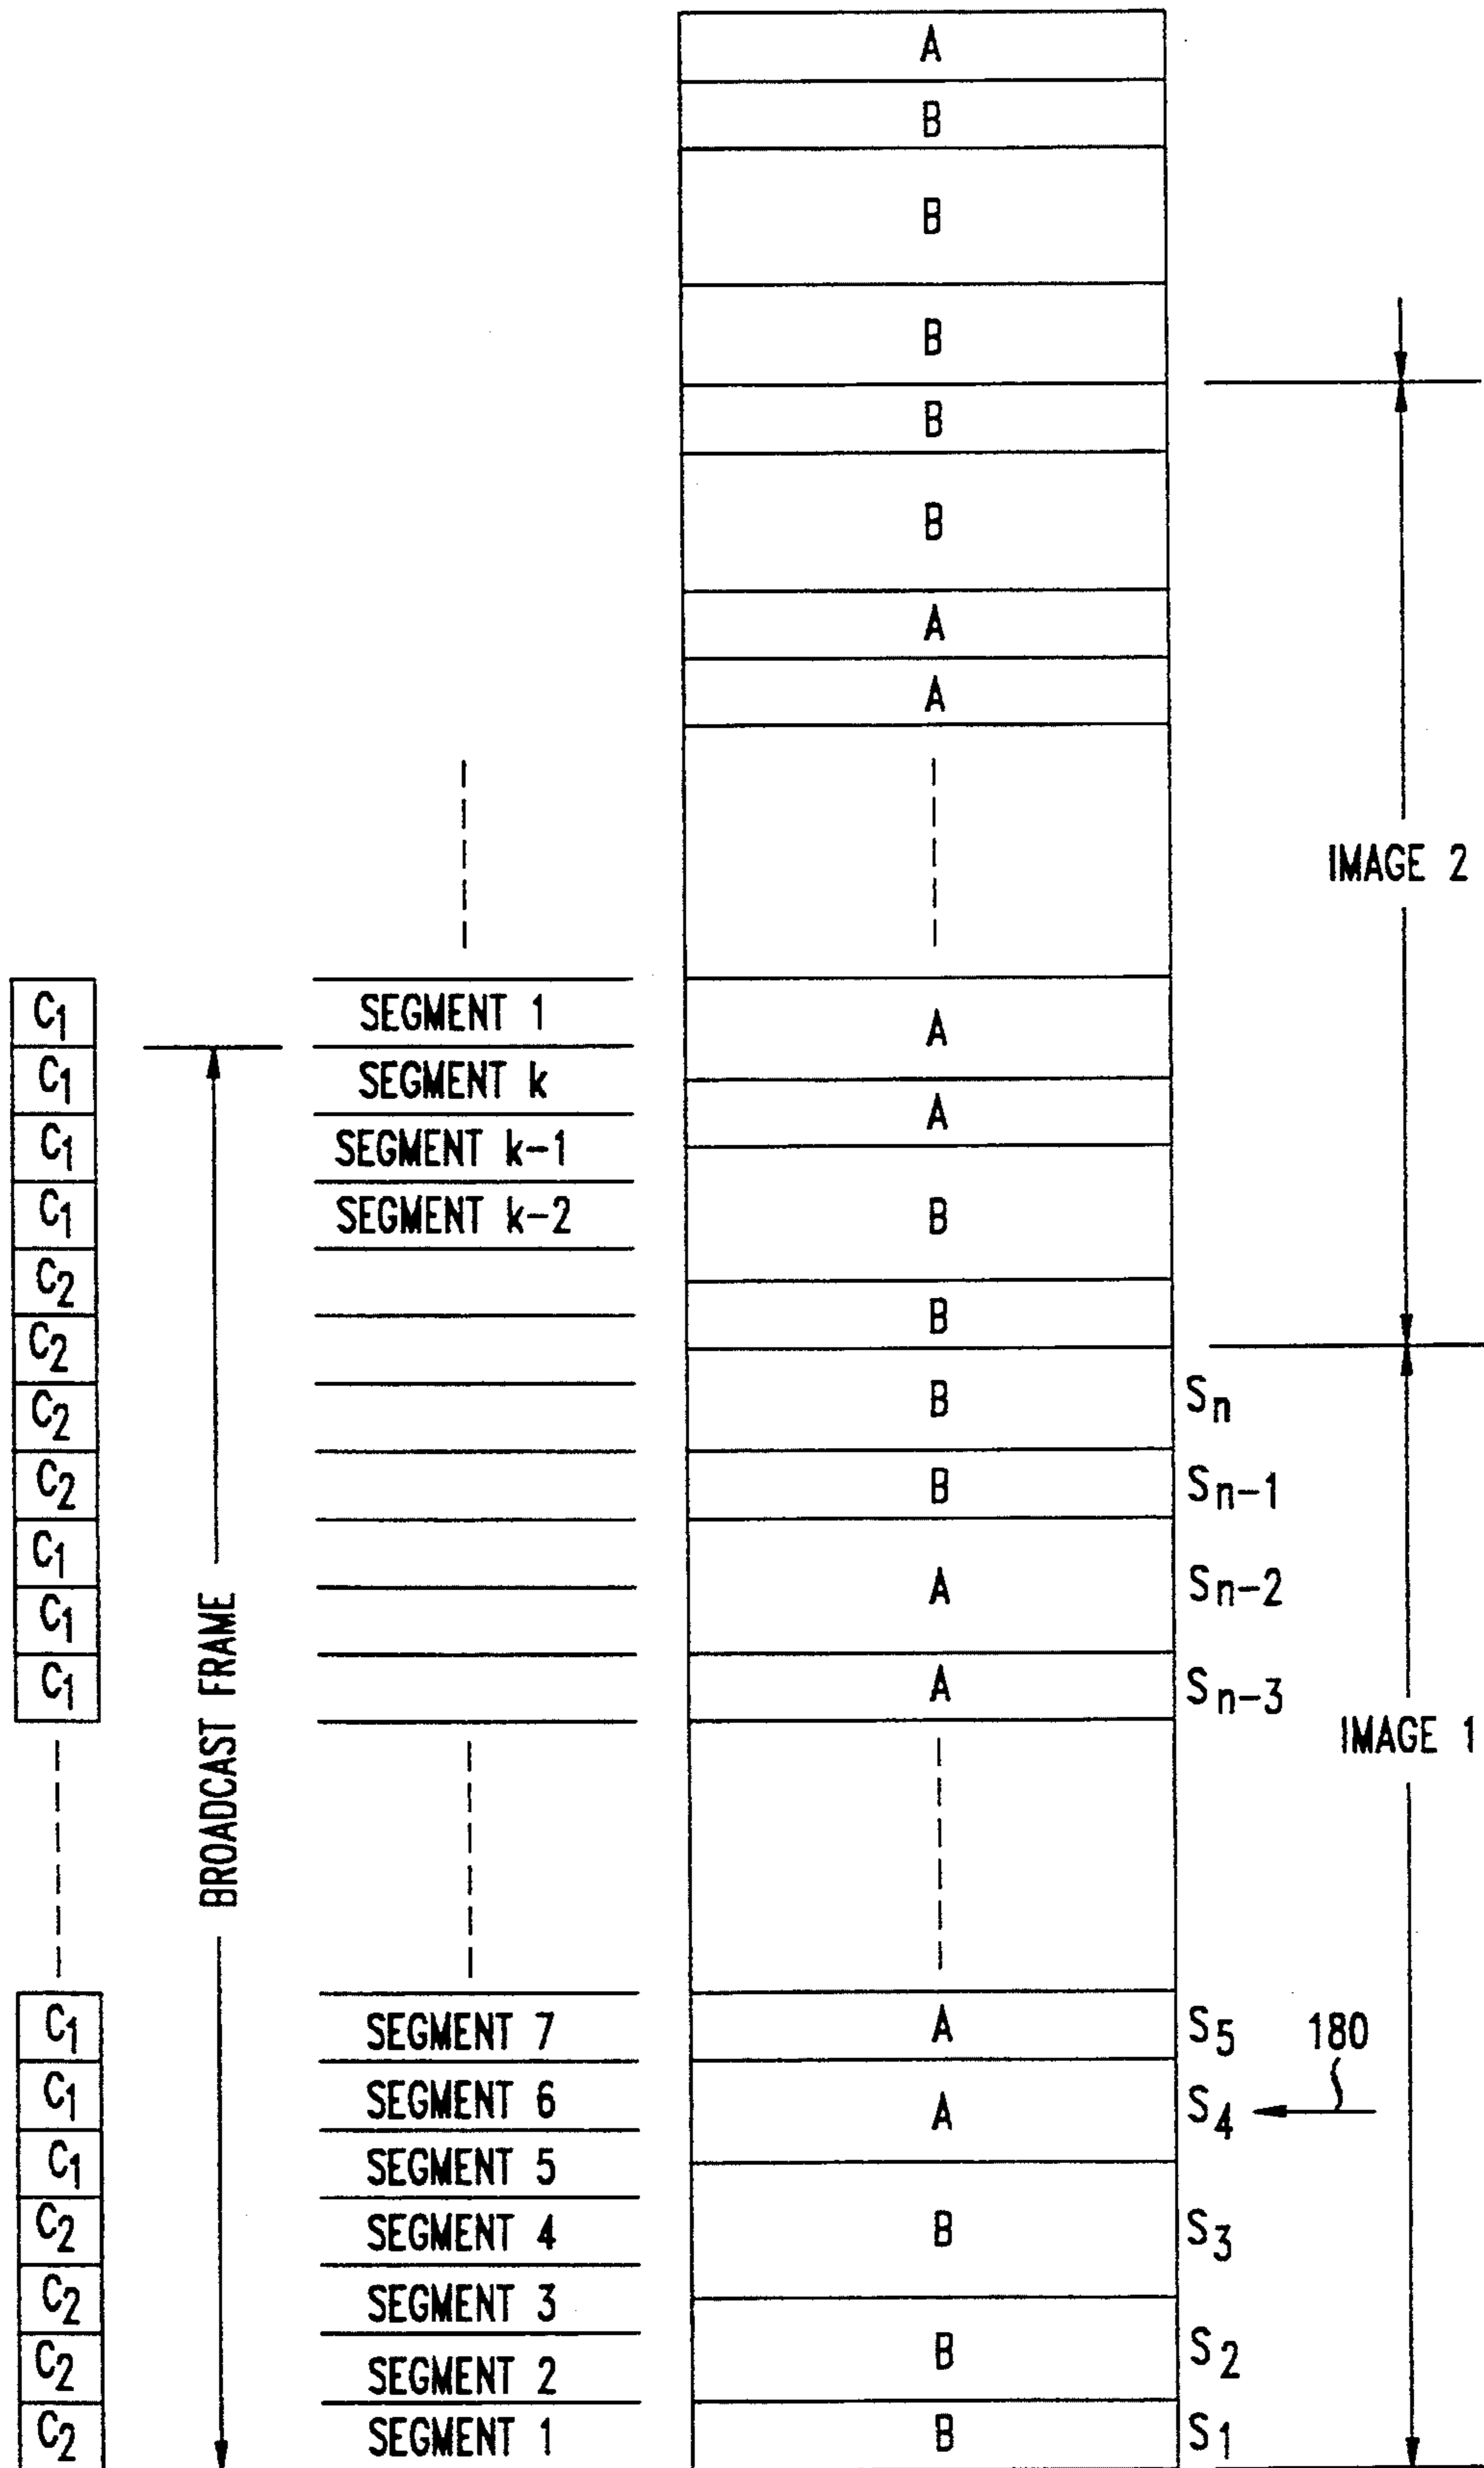 A
B
B
B
B
B
A
A
IMAGE 2
C1 SEGMENT 1 A
C1 SEGMENT k
C1 SEGMENT k-1 A
C1 SEGMENT k-2 B
C2
C2 B
C2 B Sn
C2 B Sn-1
C1 A Sn-2
C1
C1 A Sn-3
BROADCAST FRAME
IMAGE 1
C1 SEGMENT 7 A S5 180
C1 SEGMENT 6 A S4
C1 SEGMENT 5
C2 SEGMENT 4 B S3
C2 SEGMENT 3
C2 SEGMENT 2 B S2
C2 SEGMENT 1 B S1